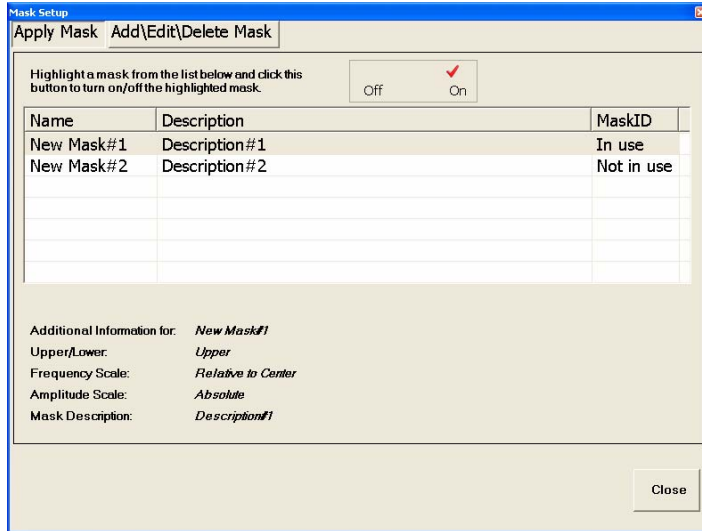 Mask Setup
Apply Mask Add\Edit\Delete Mask
Highlight a mask from the list below and click this
button to turn on/off the highlighted mask.
Off On
Name Description MaskID
New Mask#1 Description#1 In use
New Mask#2 Description#2 Not in use
Additional Information for: New Mask#1
Upper/Lower: Upper
Frequency Scale: Relative to Center
Amplitude Scale: Absolute
Mask Description: Description#1
Close